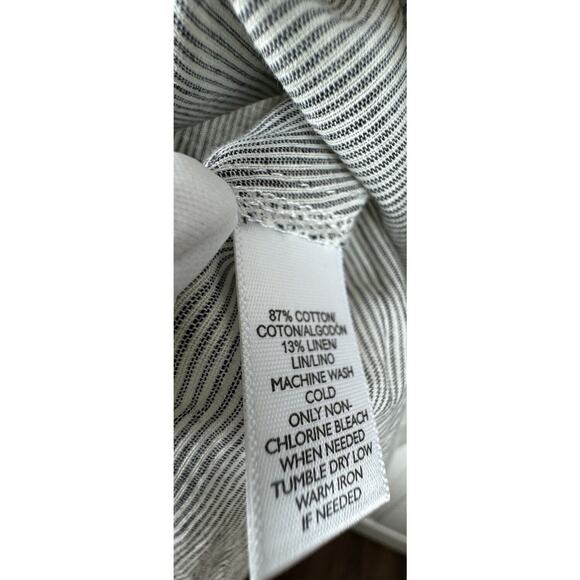 87% COTTON/
COTON/ALGODÓN
13% LINEN/
LIN/LINO
MACHINE WASH
COLD
ONLY NON-
CHLORINE BLEACH
WHEN NEEDED
TUMBLE DRY LOW
WARM IRON
IF NEEDED